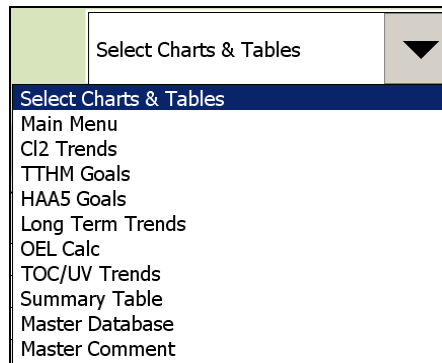 Select Charts & Tables
Select Charts & Tables
Main Menu
Cl2 Trends
TTHM Goals
HAA5 Goals
Long Term Trends
OEL Calc
TOC/UV Trends
Summary Table
Master Database
Master Comment